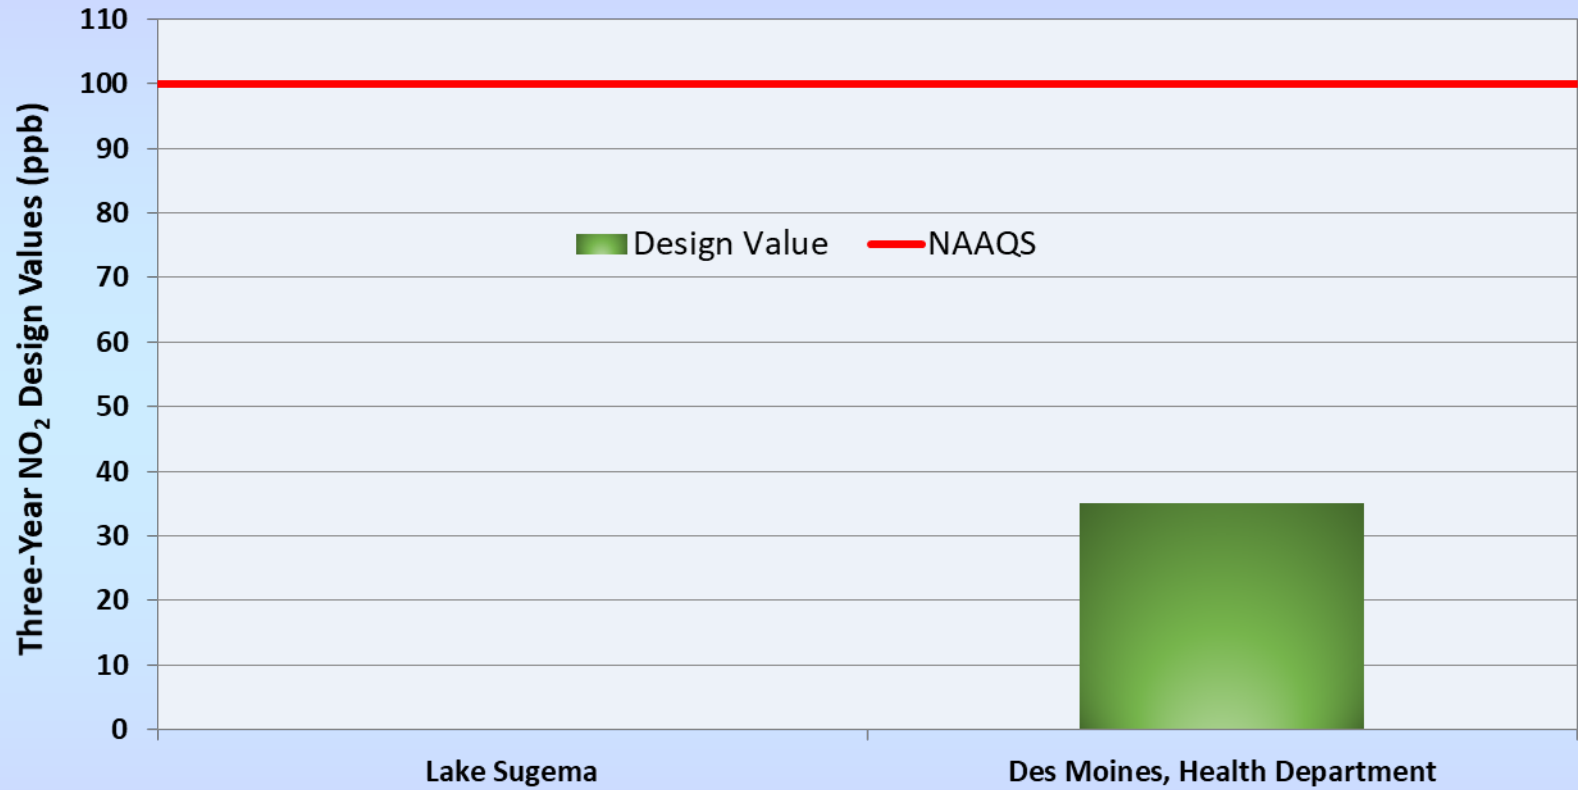 Three-Year NO₂ Design Values (ppb)
110
100
90
80
70
60
50
40
30
20
10
0
Design Value
NAAQS
Lake Sugema
Des Moines, Health Department